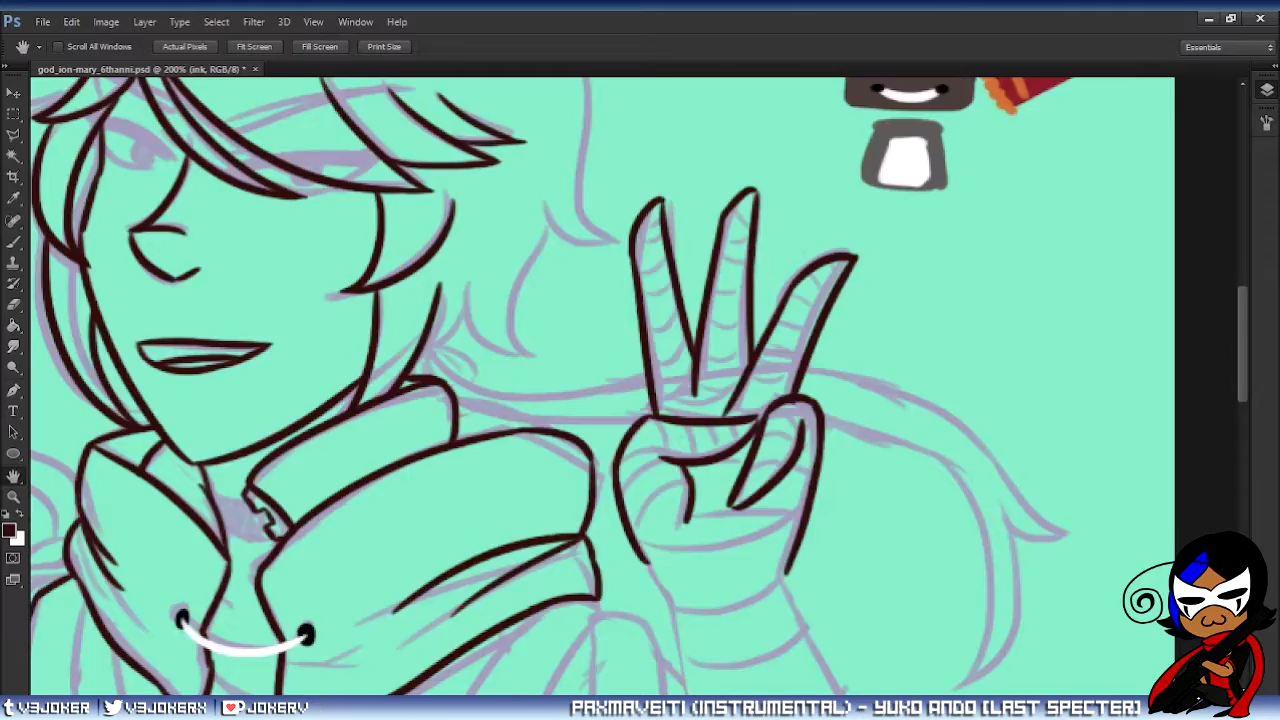 Ps File Edit Image Layer Type Select Filter 3D View Window Help
Scroll All Windows Actual Pixels Fit Screen Fill Screen Print Size Essentials
god_ion-mary_6thanni.psd @ 200% (ink, RGB/8) *
T
t V3JOKER V3JOKERX JOKERV PAXMAVEITI (INSTRUMENTAL) - YUKO ANDO [LAST SPECTER]